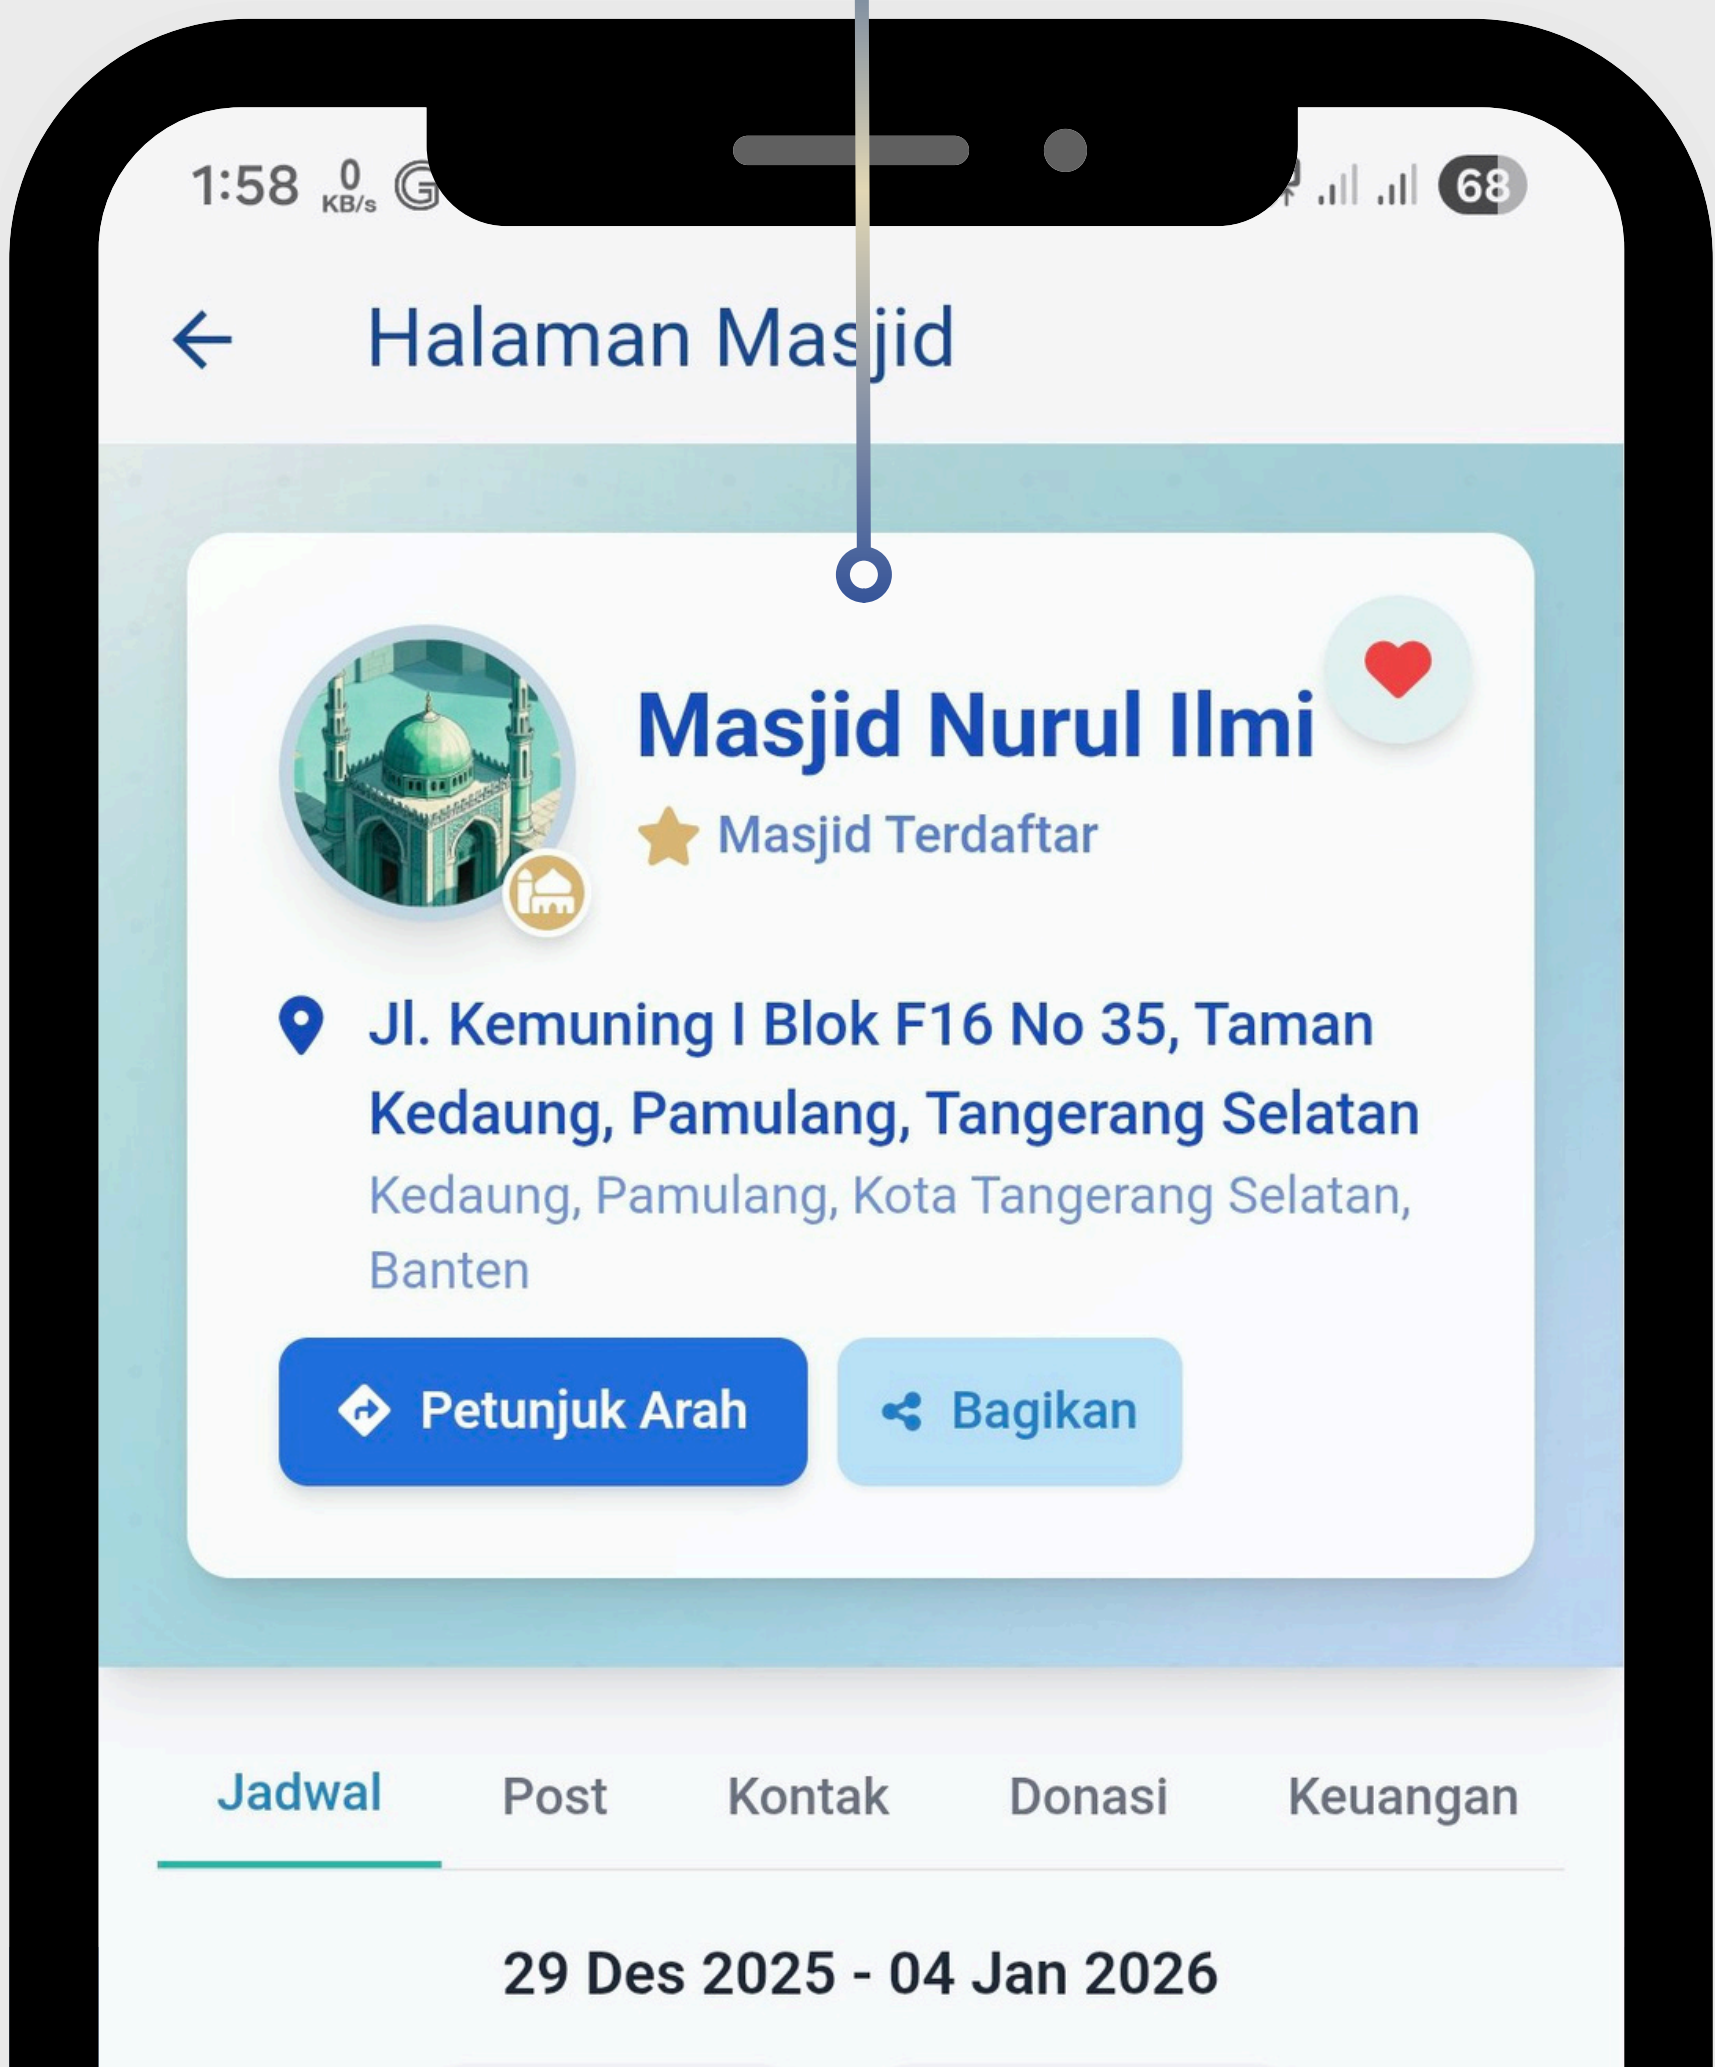 1:58 0 KB/s G 68
Halaman Masjid
Masjid Nurul Ilmi
Masjid Terdaftar
Jl. Kemuning I Blok F16 No 35, Taman
Kedaung, Pamulang, Tangerang Selatan
Kedaung, Pamulang, Kota Tangerang Selatan,
Banten
Petunjuk Arah
Bagikan
Jadwal Post Kontak Donasi Keuangan
29 Des 2025 - 04 Jan 2026